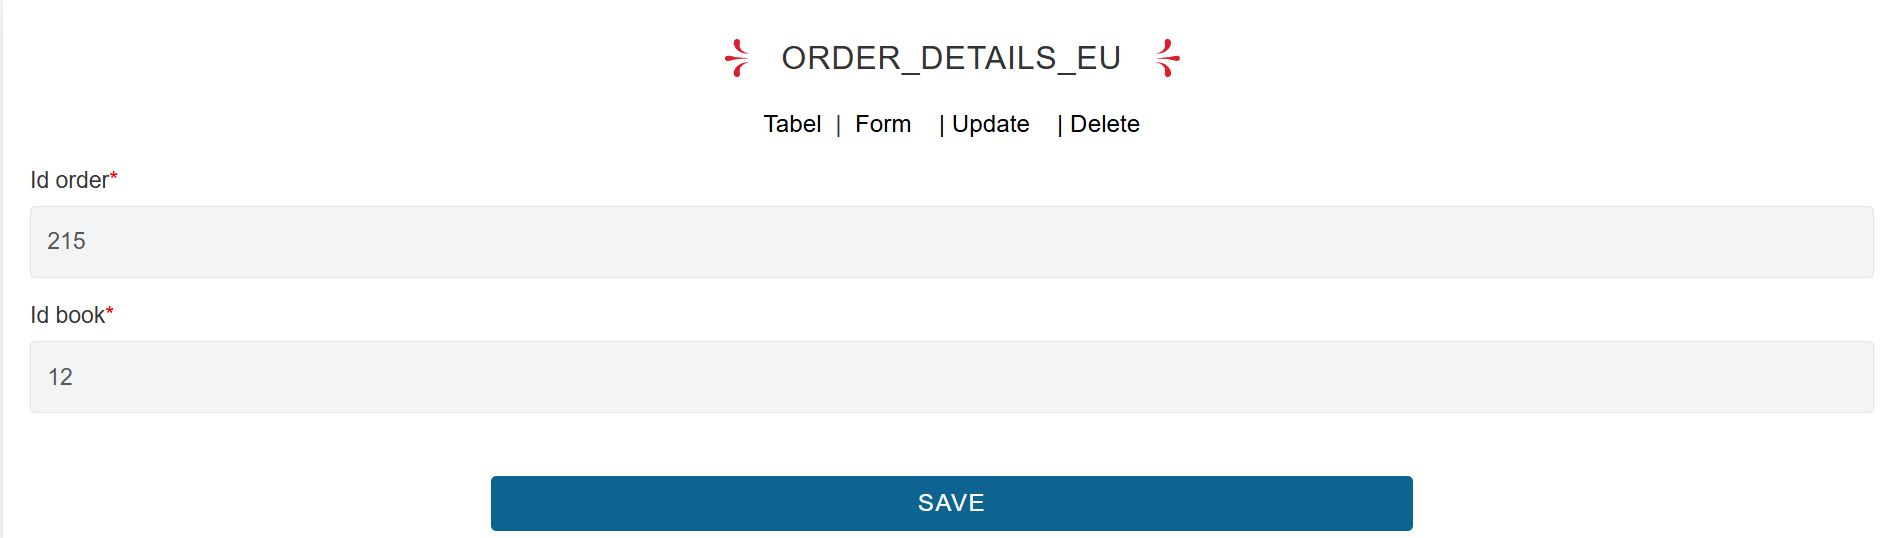 ORDER_DETAILS_EU
Tabel | Form | Update | Delete
Id order*
215
Id book*
12
SAVE